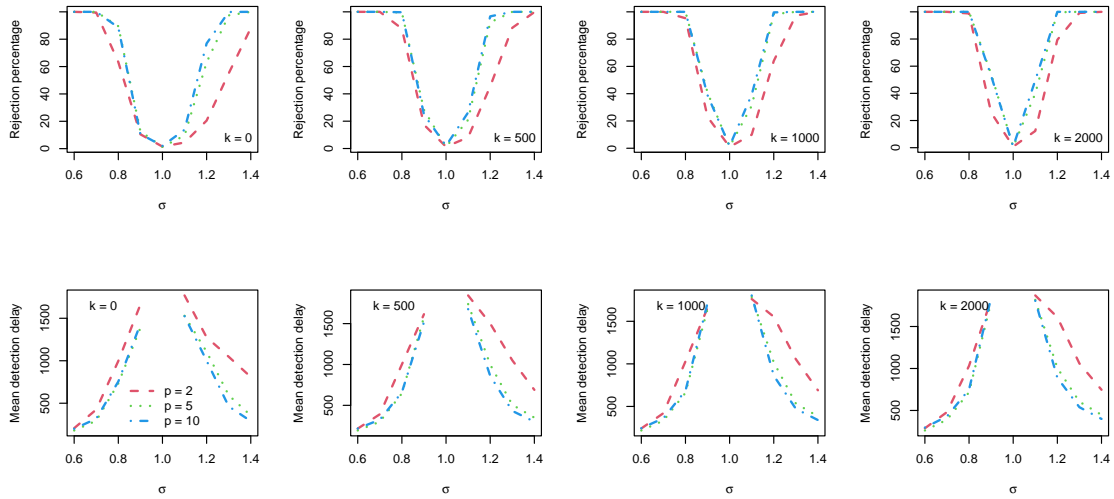 Rejection percentage
80
60
40
20
0
k = 0
0.6 0.8 1.0 1.2 1.4
σ
Rejection percentage
80
60
40
20
0
k = 500
0.6 0.8 1.0 1.2 1.4
σ
Rejection percentage
80
60
40
20
0
k = 1000
0.6 0.8 1.0 1.2 1.4
σ
Rejection percentage
80
60
40
20
0
k = 2000
0.6 0.8 1.0 1.2 1.4
σ
Mean detection delay
1500
1000
500
k = 0
p = 2
p = 5
p = 10
0.6 0.8 1.0 1.2 1.4
σ
Mean detection delay
1500
1000
500
k = 500
0.6 0.8 1.0 1.2 1.4
σ
Mean detection delay
1500
1000
500
k = 1000
0.6 0.8 1.0 1.2 1.4
σ
Mean detection delay
1500
1000
500
k = 2000
0.6 0.8 1.0 1.2 1.4
σ